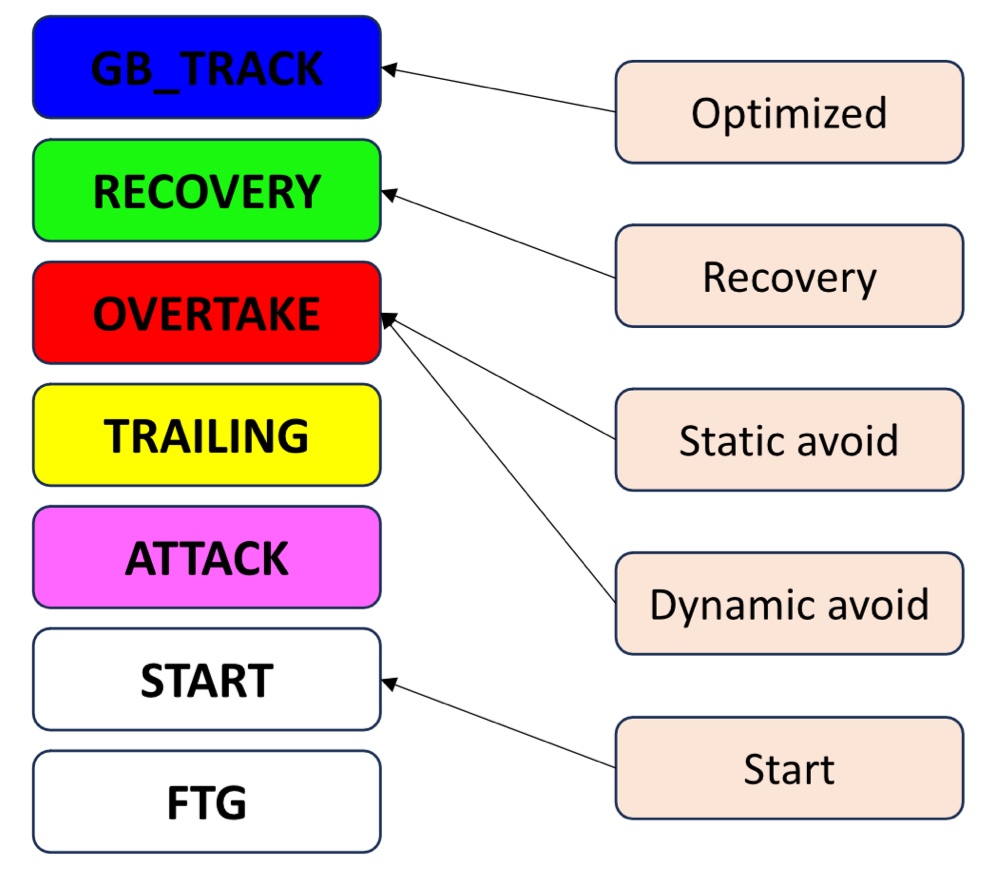 GB_TRACK
RECOVERY
OVERTAKE
TRAILING
ATTACK
START
FTG
Optimized
Recovery
Static avoid
Dynamic avoid
Start